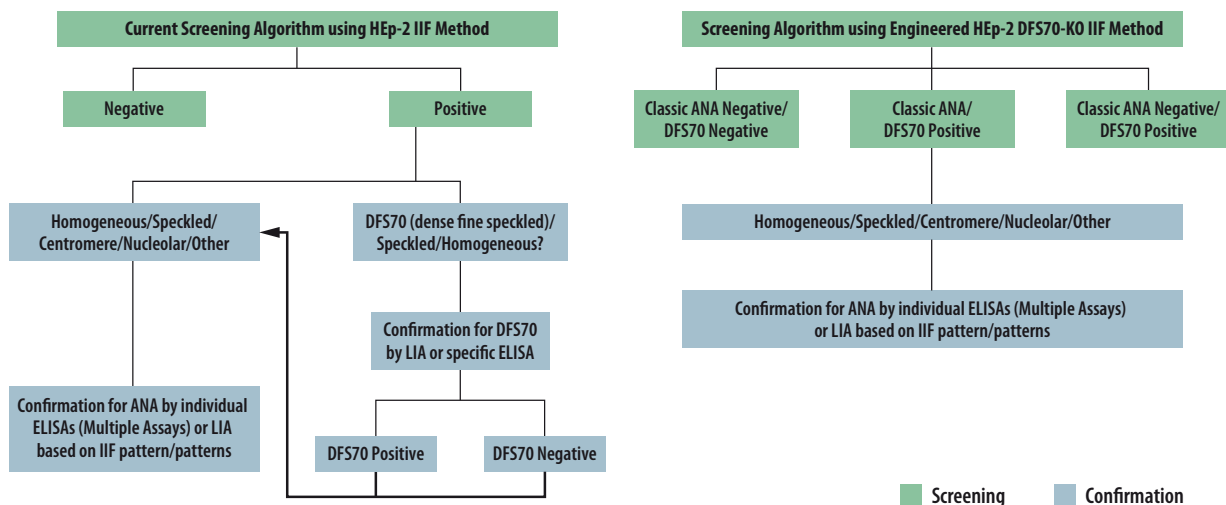 Current Screening Algorithm using HEp-2 IIF Method
Negative
Positive
Homogeneous/Speckled/
Centromere/Nucleolar/Other
DFS70 (dense fine speckled)/
Speckled/Homogeneous?
Confirmation for DFS70
by LIA or specific ELISA
Confirmation for ANA by individual
ELISAs (Multiple Assays) or LIA
based on IIF pattern/patterns
DFS70 Positive
DFS70 Negative
Screening Algorithm using Engineered HEp-2 DFS70-KO IIF Method
Classic ANA Negative/
DFS70 Negative
Classic ANA/
DFS70 Positive
Classic ANA Negative/
DFS70 Positive
Homogeneous/Speckled/Centromere/Nucleolar/Other
Confirmation for ANA by individual ELISAs (Multiple Assays)
or LIA based on IIF pattern/patterns
Screening
Confirmation